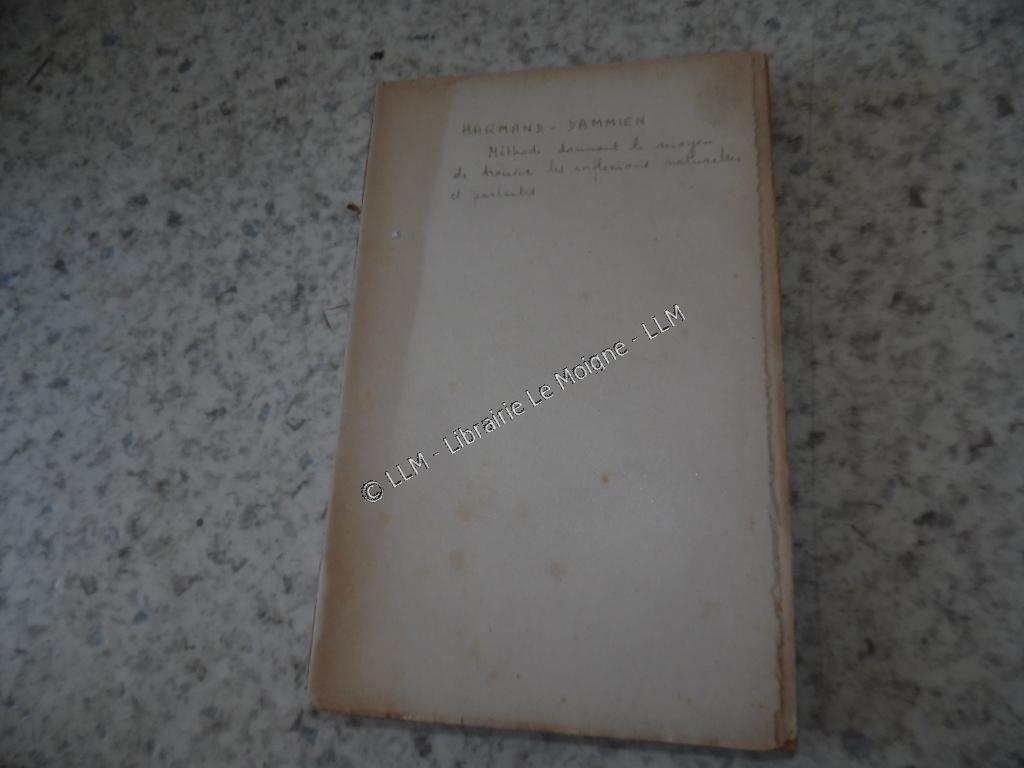 HARMAND - DAMMIEN
Méthode donnant le moyen
de trouver les inflexions naturelles
et parlantes
© LLM - Librairie Le Moigne - LLM